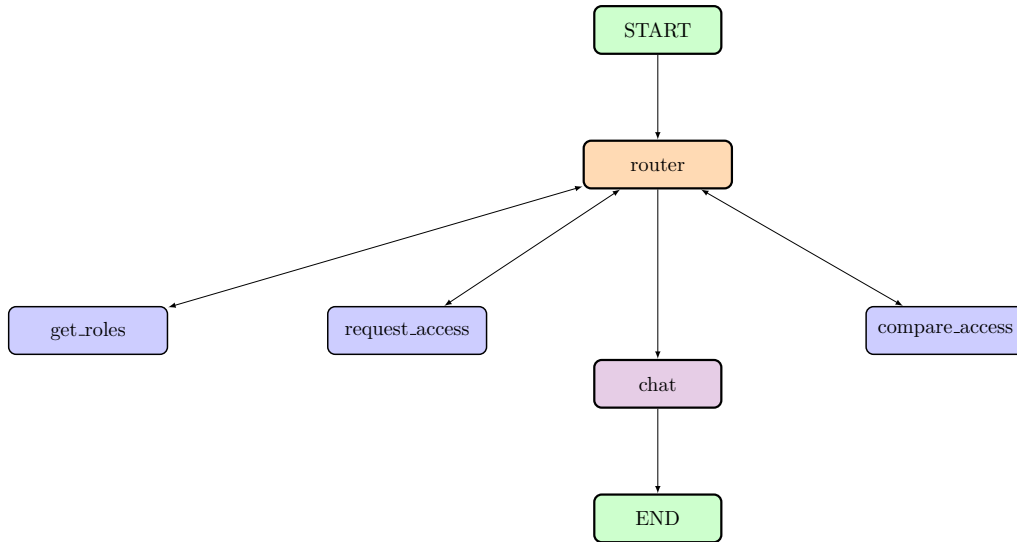 START
router
get_roles
request_access
compare_access
chat
END